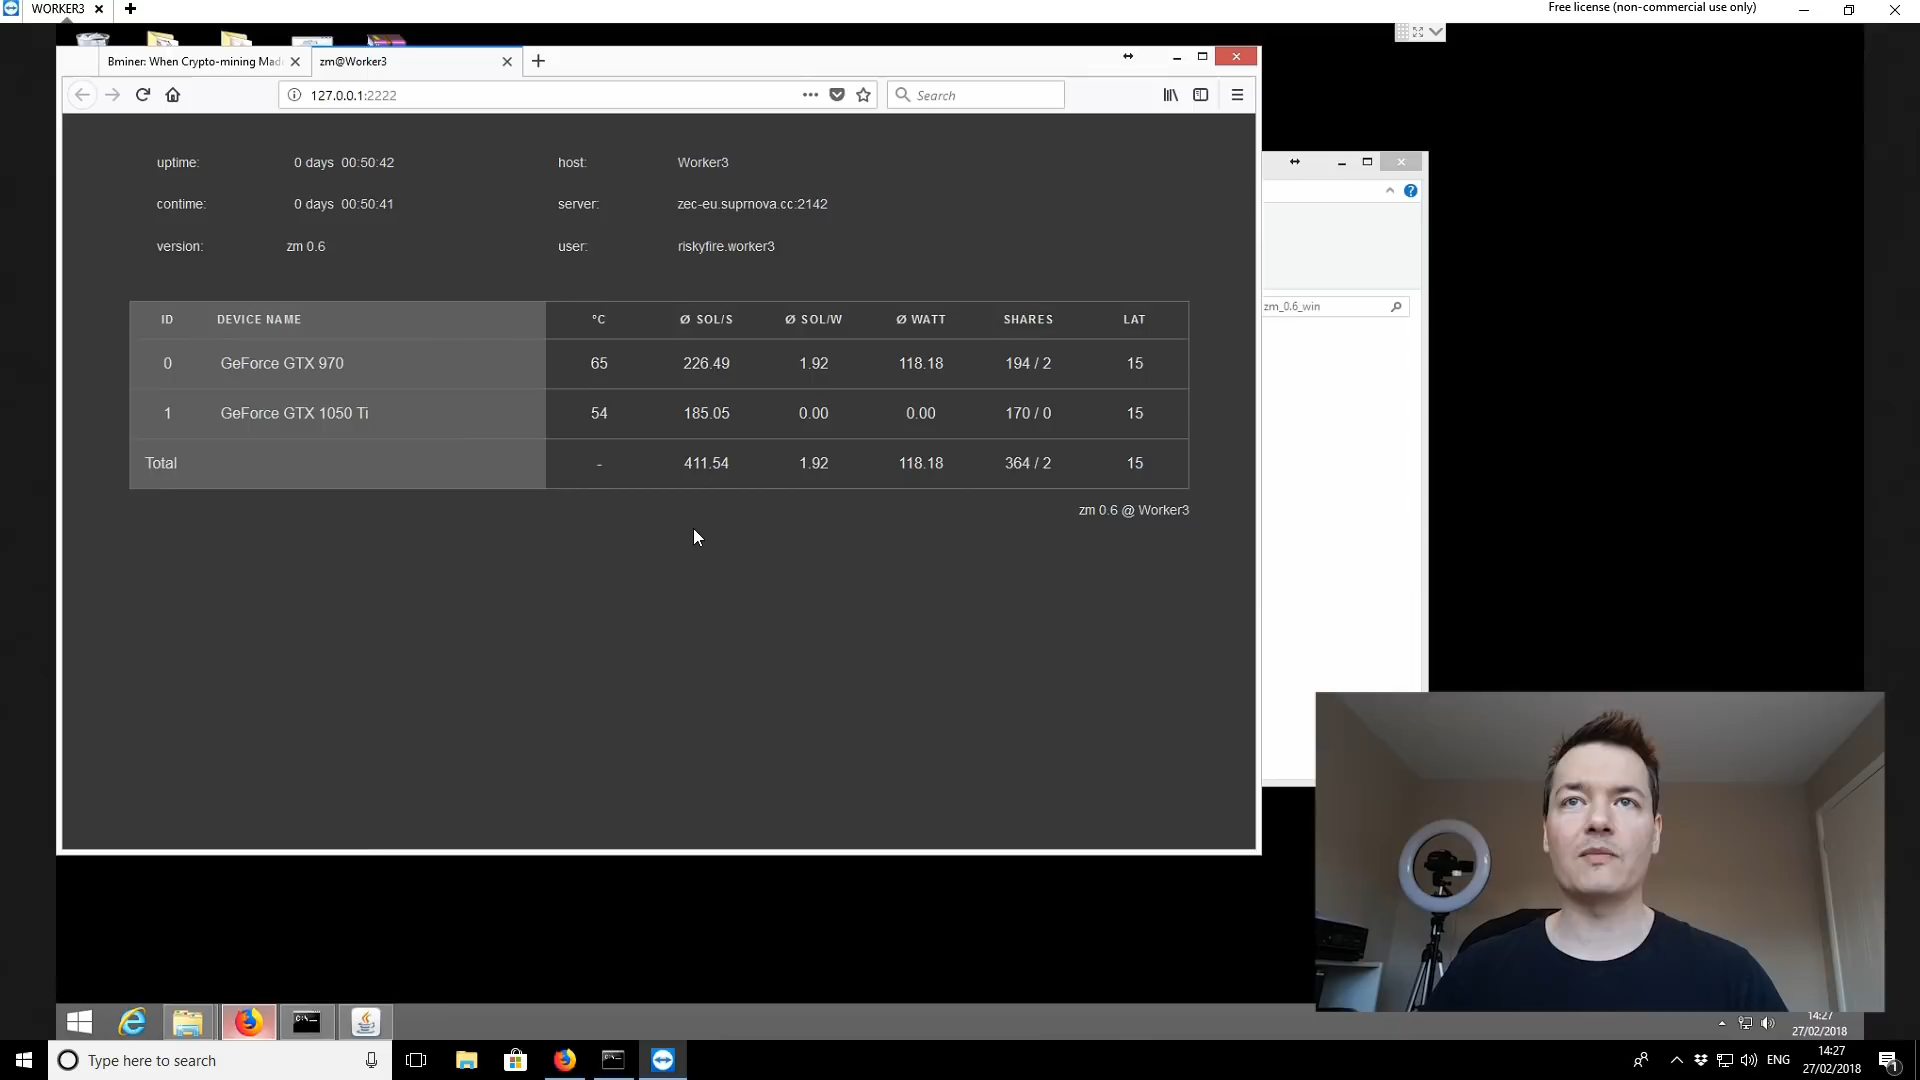 WORKER3
Free license (non-commercial use only)
Bminer: When Crypto-mining Mad
zm@Worker3
127.0.0.1:2222
Search
uptime: 0 days 00:50:42 host: Worker3
contime: 0 days 00:50:41 server: zec-eu.suprnova.cc:2142
version: zm 0.6 user: riskyfire.worker3
ID DEVICE NAME °C Ø SOL/S Ø SOL/W Ø WATT SHARES LAT
0 GeForce GTX 970 65 226.49 1.92 118.18 194 / 2 15
1 GeForce GTX 1050 Ti 54 185.05 0.00 0.00 170 / 0 15
Total - 411.54 1.92 118.18 364 / 2 15
zm 0.6 @ Worker3
zm_0.6_win
14:27
27/02/2018
Type here to search
ENG
14:27
27/02/2018
1